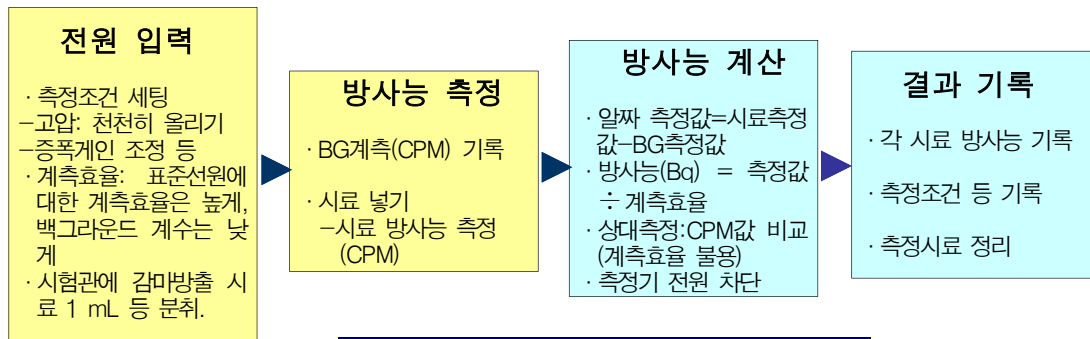 전원 입력
· 측정조건 세팅
-고압: 천천히 올리기
-증폭게인 조정 등
· 계측효율: 표준선원에
대한 계측효율은 높게,
백그라운드 계수는 낮
게
· 시험관에 감마방출 시
료 1 mL 등 분취.
방사능 측정
· BG계측(CPM) 기록
· 시료 넣기
-시료 방사능 측정
(CPM)
방사능 계산
· 알짜 측정값=시료측정
값-BG측정값
· 방사능(Bq) = 측정값
÷ 계측효율
· 상대측정:CPM값 비교
(계측효율 불용)
· 측정기 전원 차단
결과 기록
· 각 시료 방사능 기록
· 측정조건 등 기록
· 측정시료 정리